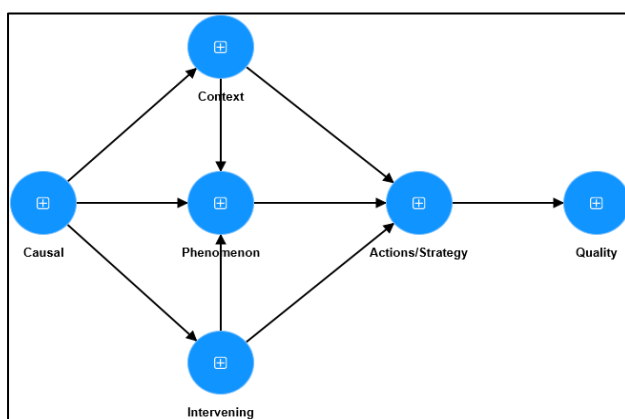 Context
Causal
Phenomenon
Actions/Strategy
Quality
Intervening